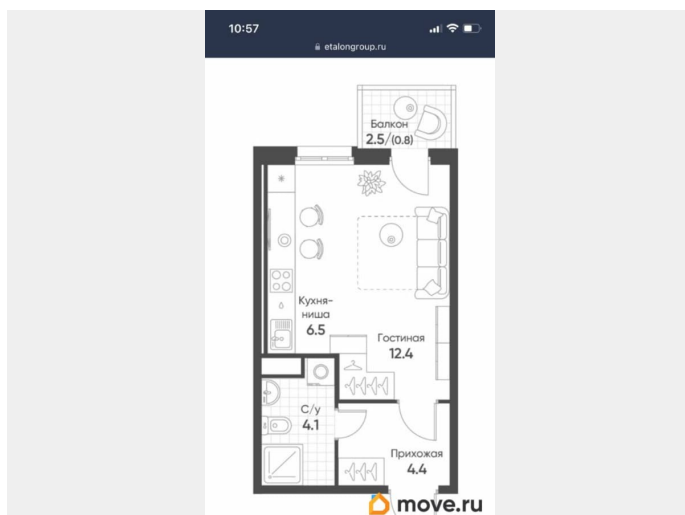 10:57
etalongroup.ru
Балкон
2.5/(0.8)
Кухня-
ниша
6.5
Гостиная
12.4
С/у
4.1
Прихожая
4.4
move.ru